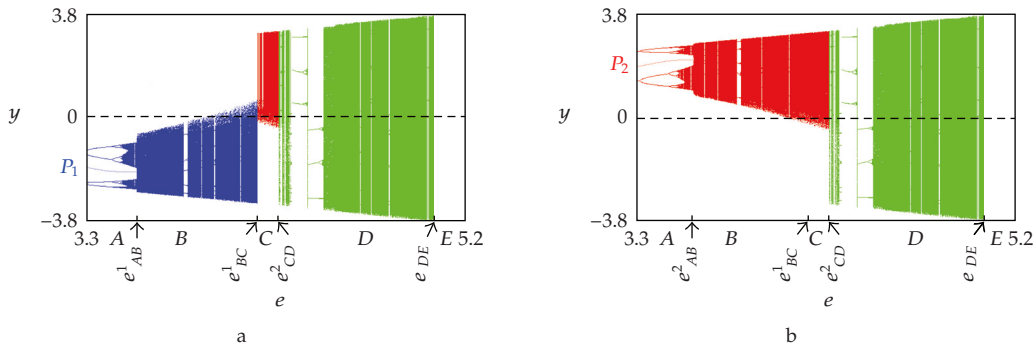 3.8
y
0
P₁
−3.8
3.3 A B C D E 5.2
e¹AB e¹BC e²CD eDE
e
a
3.8
y
0
P₂
−3.8
3.3 A B C D E 5.2
e²AB e¹BC e²CD eDE
e
b